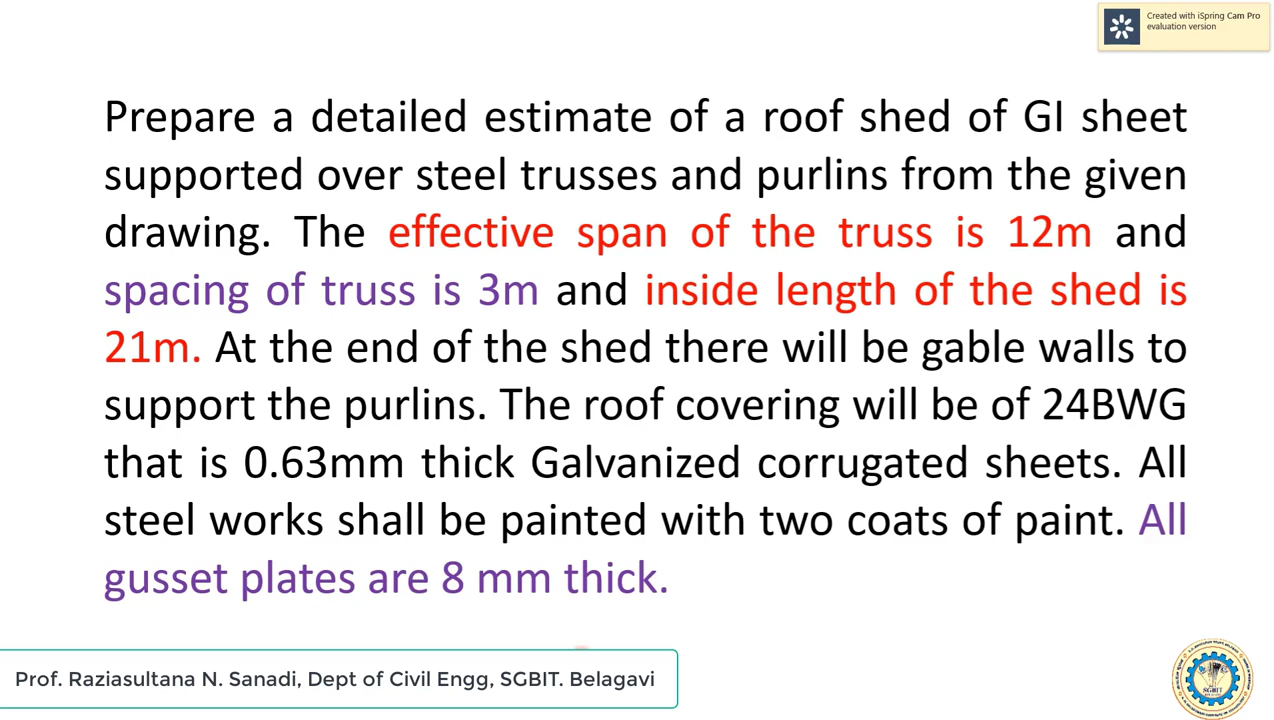 Created with iSpring Cam Pro
evaluation version
Prepare a detailed estimate of a roof shed of GI sheet
supported over steel trusses and purlins from the given
drawing. The effective span of the truss is 12m and
spacing of truss is 3m and inside length of the shed is
21m. At the end of the shed there will be gable walls to
support the purlins. The roof covering will be of 24BWG
that is 0.63mm thick Galvanized corrugated sheets. All
steel works shall be painted with two coats of paint. All
gusset plates are 8 mm thick.
Prof. Raziasultana N. Sanadi, Dept of Civil Engg, SGBIT. Belagavi
SGBIT